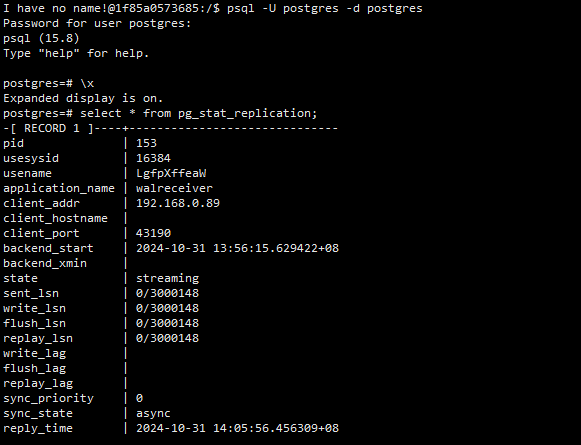 I have no name!@1f85a0573685:/$ psql -U postgres -d postgres
Password for user postgres:
psql (15.8)
Type "help" for help.

postgres=# \x
Expanded display is on.
postgres=# select * from pg_stat_replication;
-[ RECORD 1 ]----+------------------------------
pid              | 153
usesysid         | 16384
usename          | LgfpXffeaW
application_name | walreceiver
client_addr      | 192.168.0.89
client_hostname  |
client_port      | 43190
backend_start    | 2024-10-31 13:56:15.629422+08
backend_xmin     |
state            | streaming
sent_lsn         | 0/3000148
write_lsn        | 0/3000148
flush_lsn        | 0/3000148
replay_lsn       | 0/3000148
write_lag        |
flush_lag        |
replay_lag       |
sync_priority    | 0
sync_state       | async
reply_time       | 2024-10-31 14:05:56.456309+08